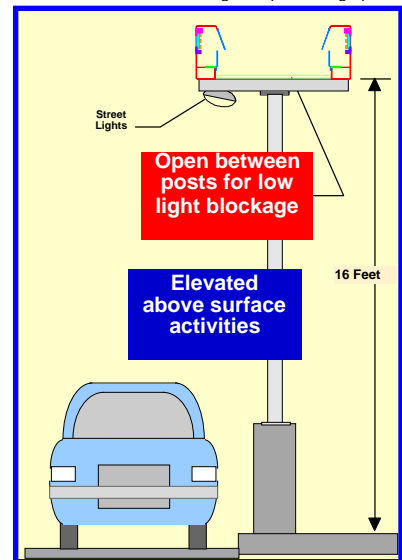 Street
Lights
Open between
posts for low
light blockage
16 Feet
Elevated
above surface
activities